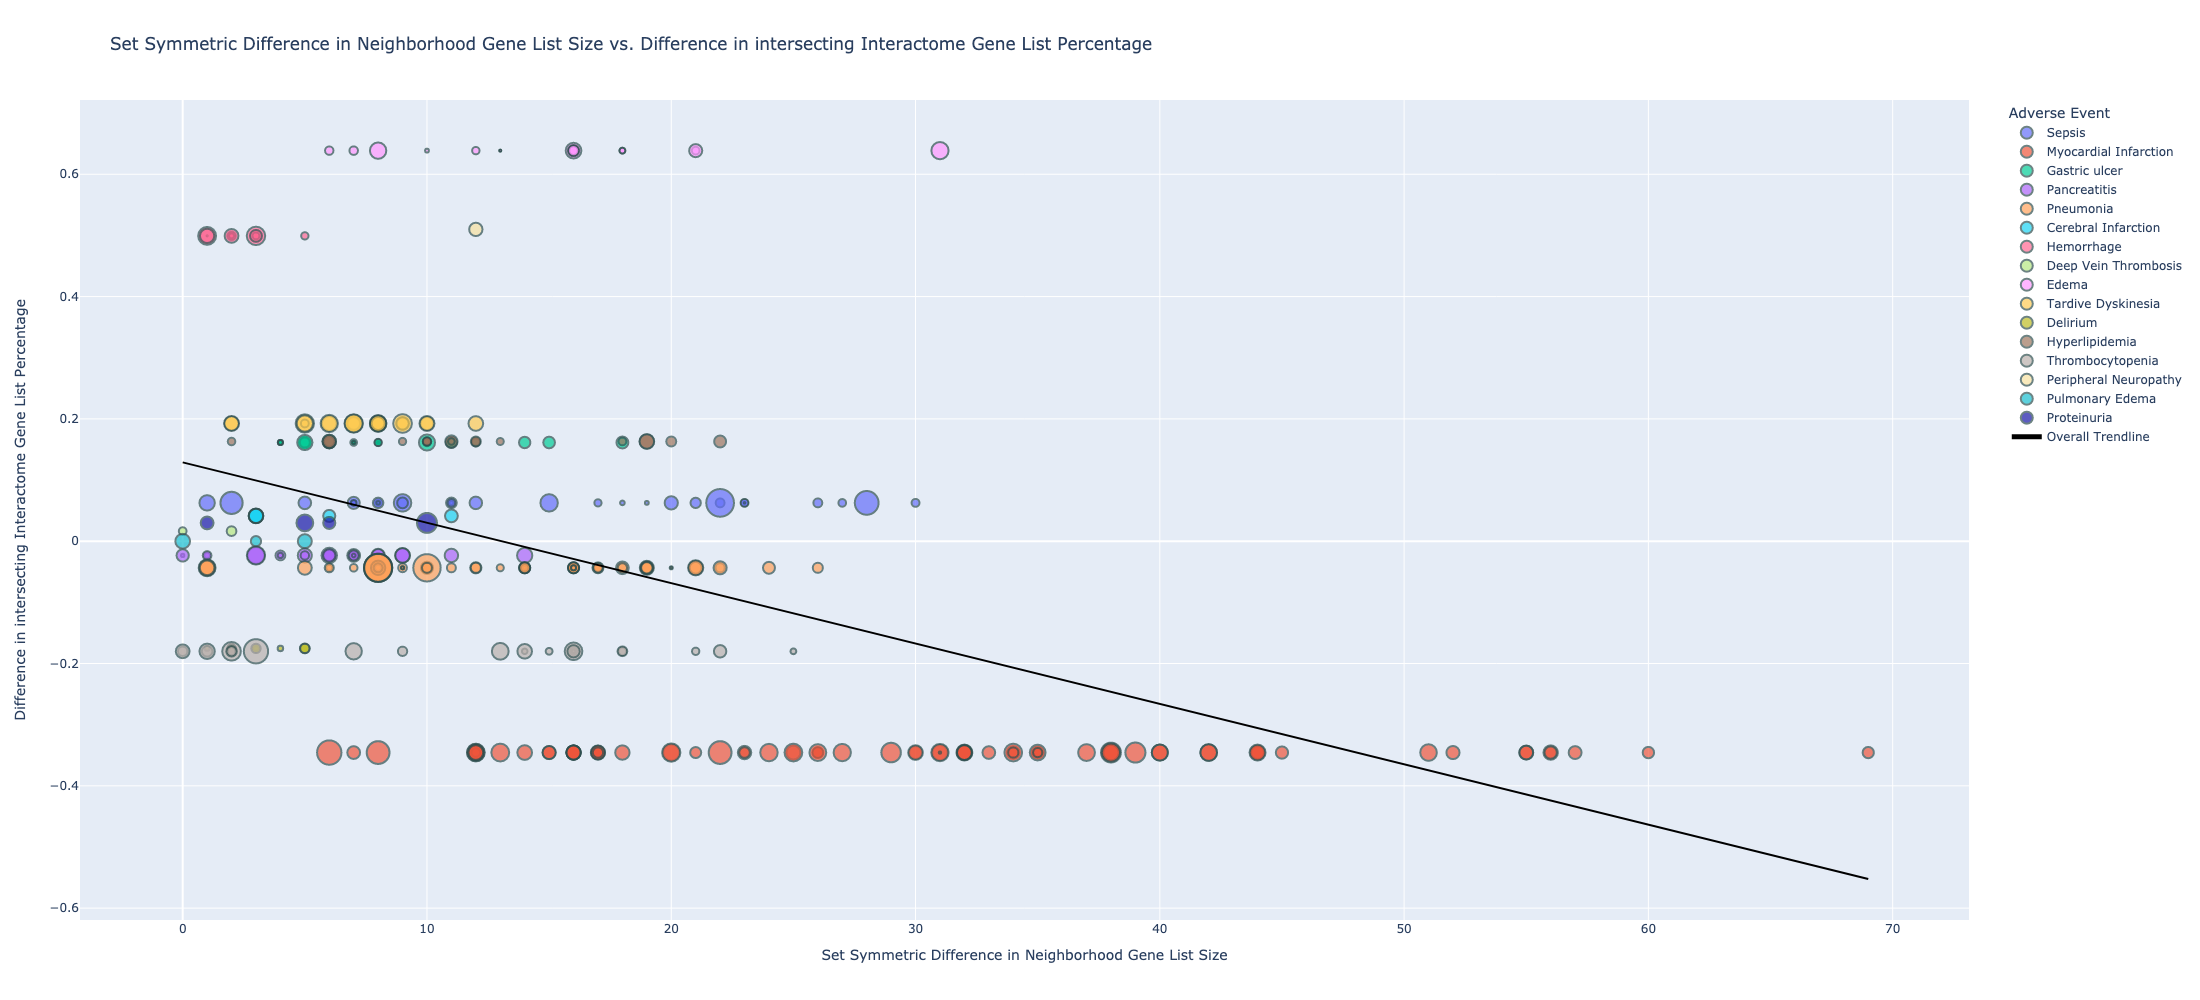 Set Symmetric Difference in Neighborhood Gene List Size vs. Difference in intersecting Interactome Gene List Percentage
Adverse Event
Sepsis
Myocardial Infarction
Gastric ulcer
Pancreatitis
Pneumonia
Cerebral Infarction
Hemorrhage
Deep Vein Thrombosis
Edema
Tardive Dyskinesia
Delirium
Hyperlipidemia
Thrombocytopenia
Peripheral Neuropathy
Pulmonary Edema
Proteinuria
Overall Trendline
Difference in intersecting Interactome Gene List Percentage
0.6
0.4
0.2
0
−0.2
−0.4
−0.6
0 10 20 30 40 50 60 70
Set Symmetric Difference in Neighborhood Gene List Size